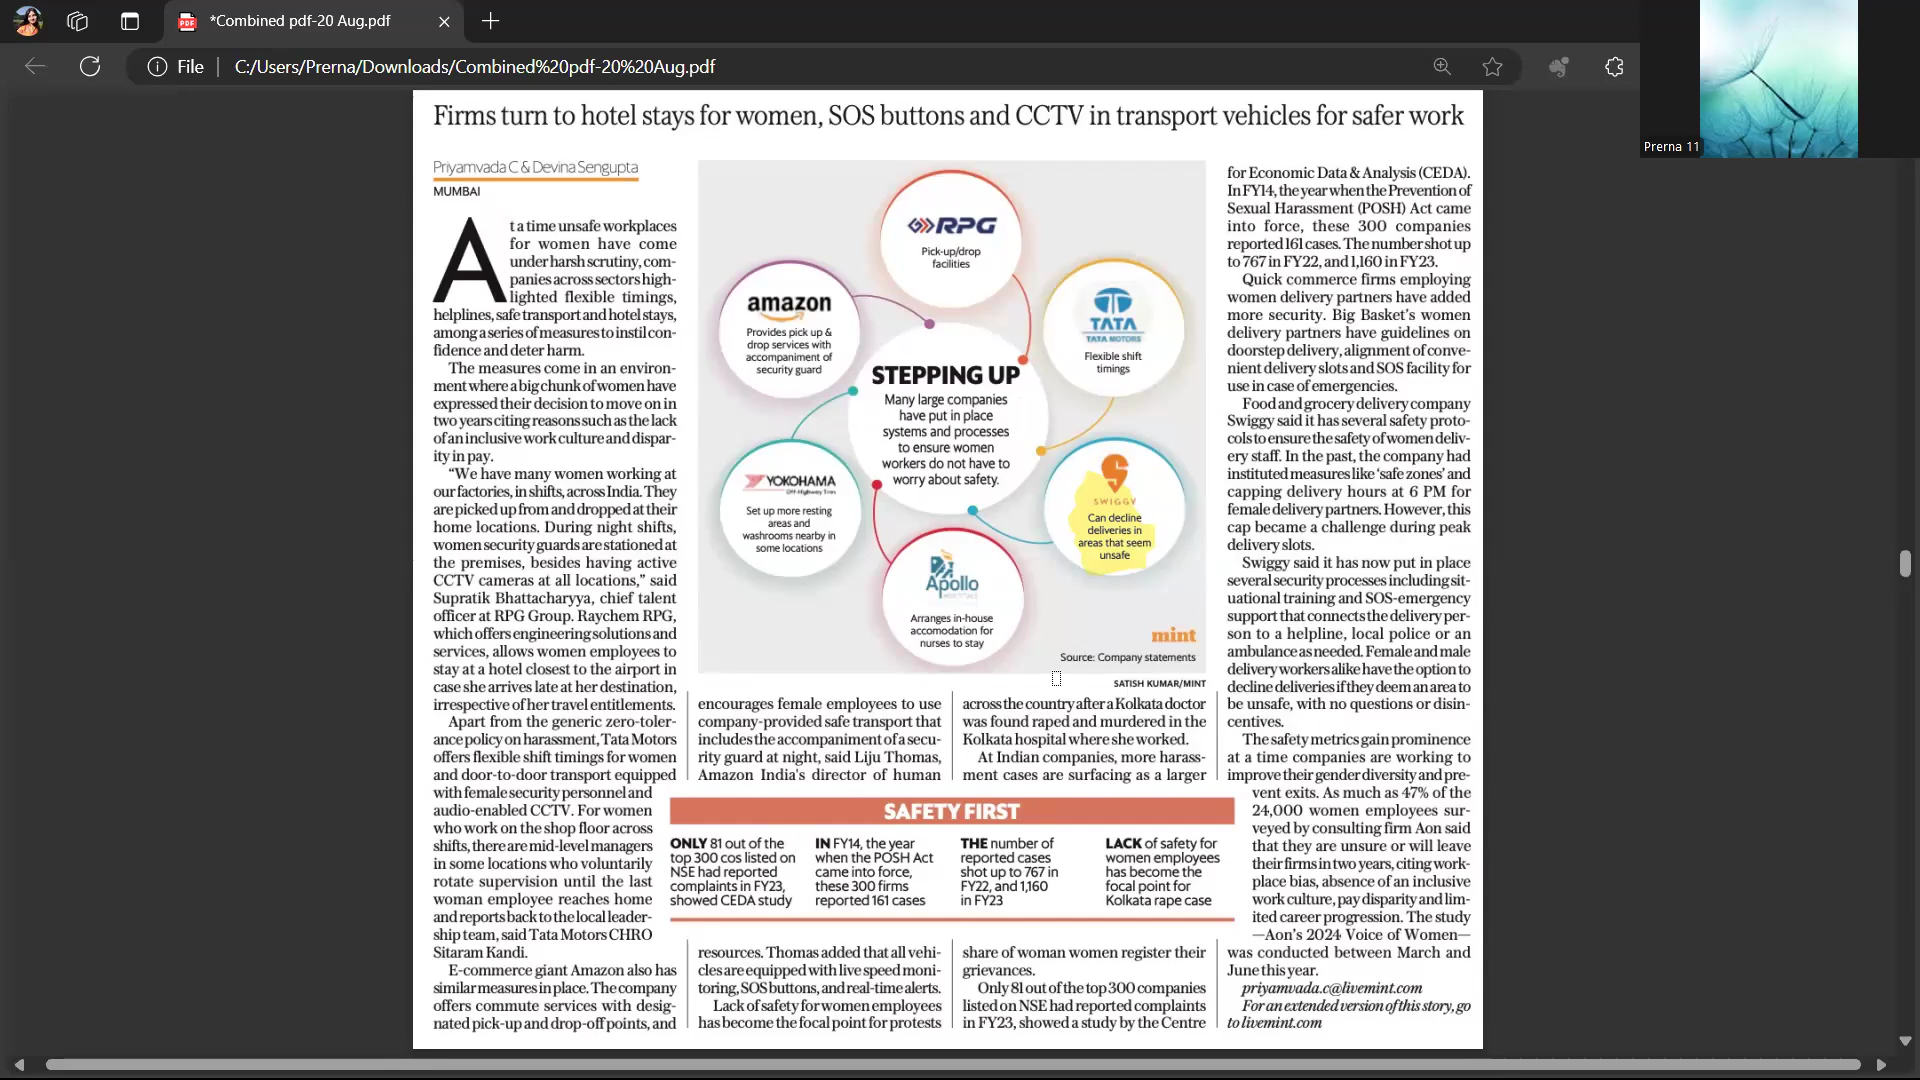 *Combined pdf-20 Aug.pdf
File
C:/Users/Prerna/Downloads/Combined%20pdf-20%20Aug.pdf
Prerna 11
Firms turn to hotel stays for women, SOS buttons and CCTV in transport vehicles for safer work
Priyamvada C & Devina Sengupta
MUMBAI
At a time unsafe workplaces
for women have come
under harsh scrutiny, com-
panies across sectors high-
lighted flexible timings,
helplines, safe transport and hotel stays,
among a series of measures to instil con-
fidence and deter harm.
The measures come in an environ-
ment where a big chunk of women have
expressed their decision to move on in
two years citing reasons such as the lack
of an inclusive work culture and dispar-
ity in pay.
“We have many women working at
our factories, in shifts, across India. They
are picked up from and dropped at their
home locations. During night shifts,
women security guards are stationed at
the premises, besides having active
CCTV cameras at all locations,” said
Supratik Bhattacharyya, chief talent
officer at RPG Group. Raychem RPG,
which offers engineering solutions and
services, allows women employees to
stay at a hotel closest to the airport in
case she arrives late at her destination,
irrespective of her travel entitlements.
Apart from the generic zero-toler-
ance policy on harassment, Tata Motors
offers flexible shift timings for women
and door-to-door transport equipped
with female security personnel and
audio-enabled CCTV. For women
who work on the shop floor across
shifts, there are mid-level managers
in some locations who voluntarily
rotate supervision until the last
woman employee reaches home
and reports back to the local leader-
ship team, said Tata Motors CHRO
Sitaram Kandi.
E-commerce giant Amazon also has
similar measures in place. The company
offers commute services with desig-
nated pick-up and drop-off points, and
RPG
Pick-up/drop
facilities
amazon
Provides pick up &
drop services with
accompaniment of
security guard
TATA
TATA MOTORS
Flexible shift
timings
STEPPING UP
Many large companies
have put in place
systems and processes
to ensure women
workers do not have to
worry about safety.
YOKOHAMA
Off-Highway Tires
Set up more resting
areas and
washrooms nearby in
some locations
SWIGGY
Can decline
deliveries in
areas that seem
unsafe
Apollo
Arranges in-house
accomodation for
nurses to stay
mint
Source: Company statements
SATISH KUMAR/MINT
encourages female employees to use
company-provided safe transport that
includes the accompaniment of a secu-
rity guard at night, said Liju Thomas,
Amazon India's director of human
resources. Thomas added that all vehi-
cles are equipped with live speed moni-
toring, SOS buttons, and real-time alerts.
Lack of safety for women employees
has become the focal point for protests
across the country after a Kolkata doctor
was found raped and murdered in the
Kolkata hospital where she worked.
At Indian companies, more harass-
ment cases are surfacing as a larger
share of woman women register their
grievances.
Only 81 out of the top 300 companies
listed on NSE had reported complaints
in FY23, showed a study by the Centre
SAFETY FIRST
ONLY 81 out of the
top 300 cos listed on
NSE had reported
complaints in FY23,
showed CEDA study
IN FY14, the year
when the POSH Act
came into force,
these 300 firms
reported 161 cases
THE number of
reported cases
shot up to 767 in
FY22, and 1,160
in FY23
LACK of safety for
women employees
has become the
focal point for
Kolkata rape case
for Economic Data & Analysis (CEDA).
In FY14, the year when the Prevention of
Sexual Harassment (POSH) Act came
into force, these 300 companies
reported 161 cases. The number shot up
to 767 in FY22, and 1,160 in FY23.
Quick commerce firms employing
women delivery partners have added
more security. Big Basket's women
delivery partners have guidelines on
doorstep delivery, alignment of conve-
nient delivery slots and SOS facility for
use in case of emergencies.
Food and grocery delivery company
Swiggy said it has several safety proto-
cols to ensure the safety of women deliv-
ery staff. In the past, the company had
instituted measures like ‘safe zones’ and
capping delivery hours at 6 PM for
female delivery partners. However, this
cap became a challenge during peak
delivery slots.
Swiggy said it has now put in place
several security processes including sit-
uational training and SOS-emergency
support that connects the delivery per-
son to a helpline, local police or an
ambulance as needed. Female and male
delivery workers alike have the option to
decline deliveries if they deem an area to
be unsafe, with no questions or disin-
centives.
The safety metrics gain prominence
at a time companies are working to
improve their gender diversity and pre-
vent exits. As much as 47% of the
24,000 women employees sur-
veyed by consulting firm Aon said
that they are unsure or will leave
their firms in two years, citing work-
place bias, absence of an inclusive
work culture, pay disparity and lim-
ited career progression. The study
—Aon's 2024 Voice of Women—
was conducted between March and
June this year.
priyamvada.c@livemint.com
For an extended version of this story, go
to livemint.com